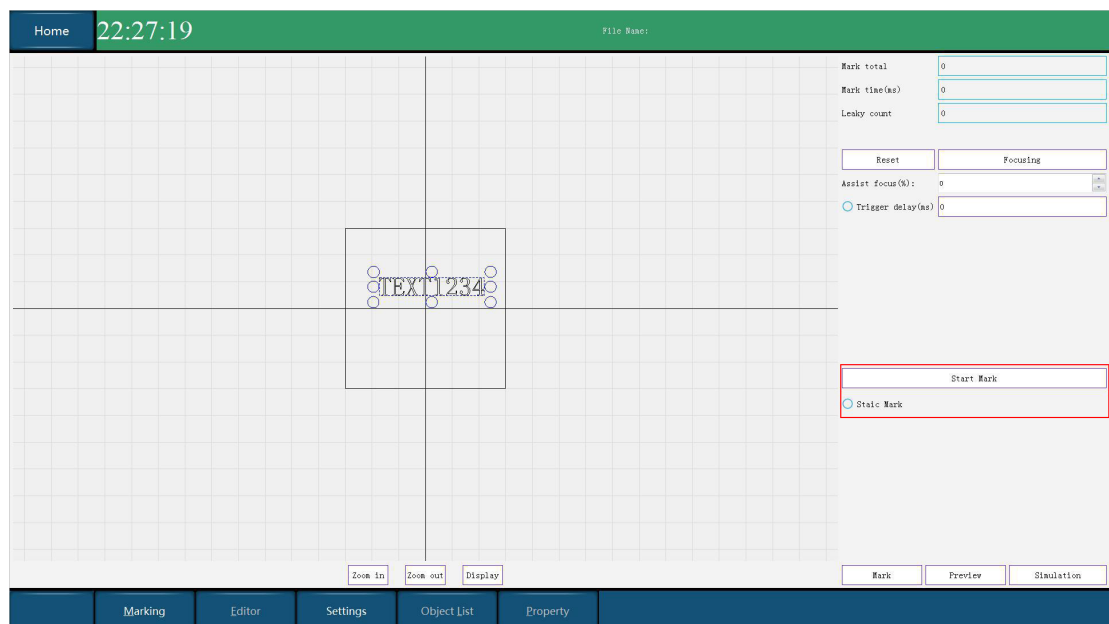 Home 22:27:19 File Name:
Mark total 0
Mark time(ms) 0
Leaky count 0
Reset Focusing
Assist focus(%): 0
Trigger delay(ms) 0
TEXT1234
Start Mark
Staic Mark
Zoom in Zoom out Display Mark Preview Simulation
Marking Editor Settings Object List Property